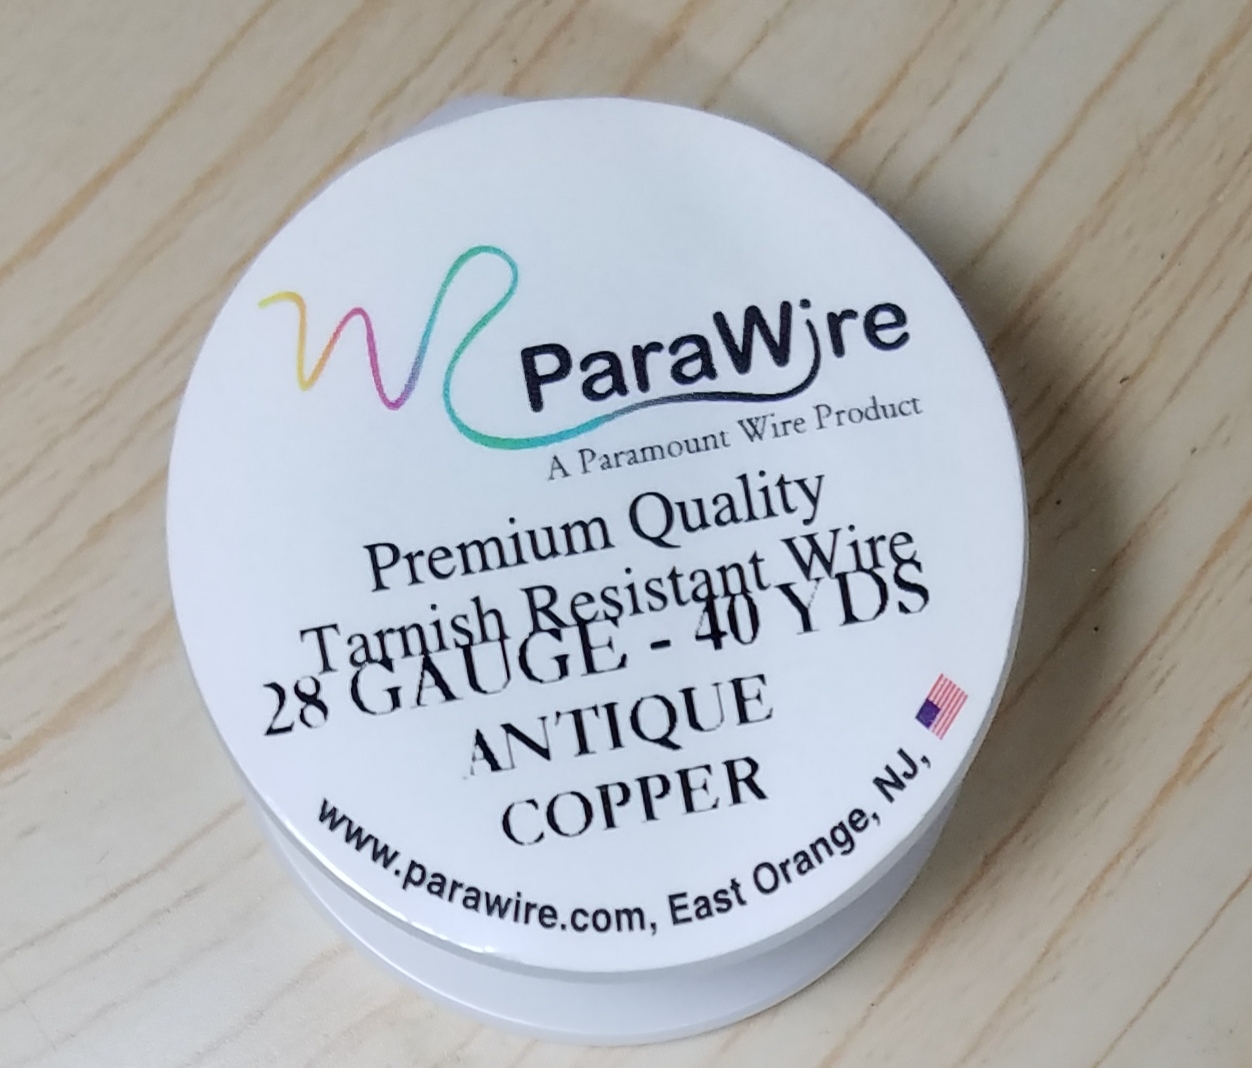 ParaWire
A Paramount Wire Product
Premium Quality
Tarnish Resistant Wire
28 GAUGE - 40 YDS
ANTIQUE
COPPER
www.parawire.com, East Orange, NJ,